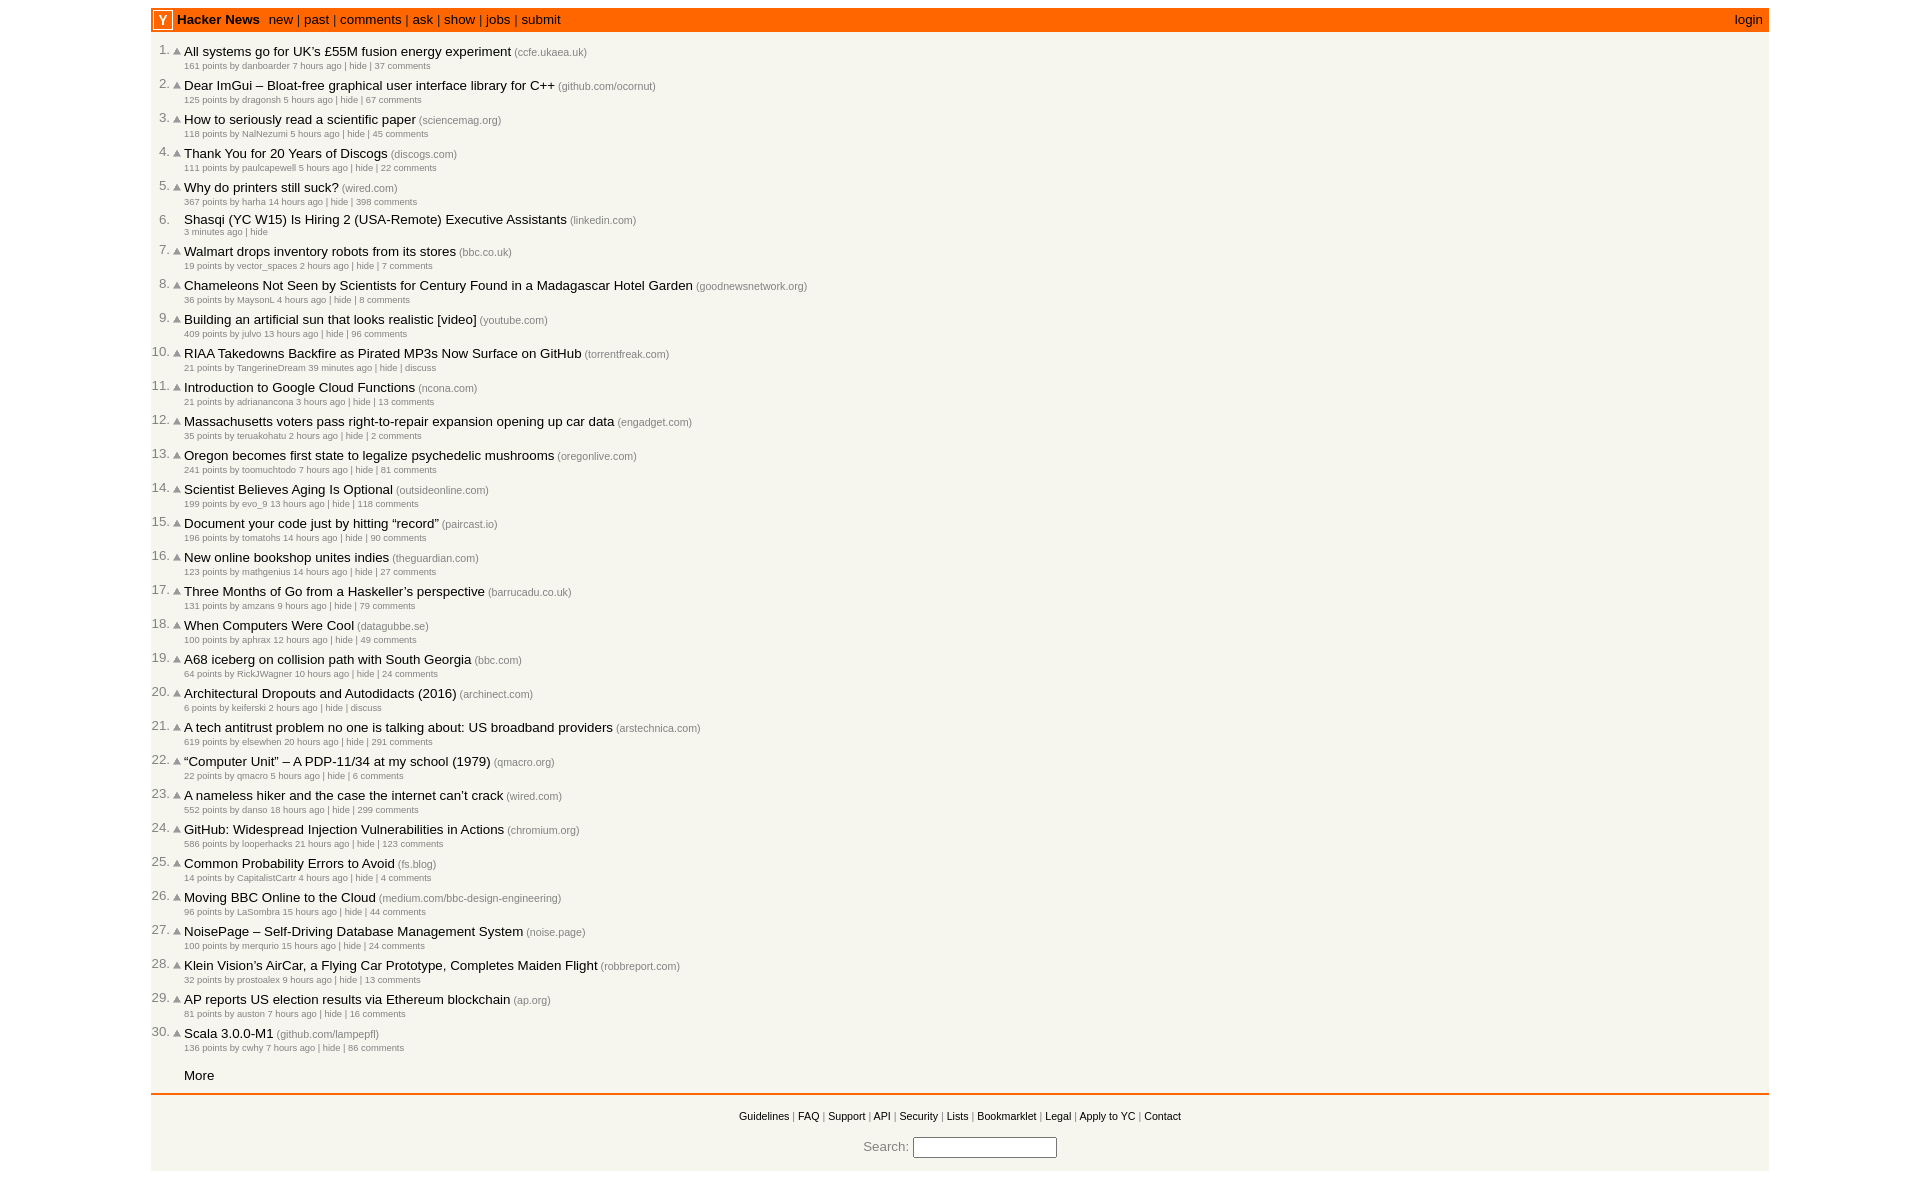 Y Hacker News new | past | comments | ask | show | jobs | submit login
1. All systems go for UK’s £55M fusion energy experiment (ccfe.ukaea.uk)
161 points by danboarder 7 hours ago | hide | 37 comments
2. Dear ImGui – Bloat-free graphical user interface library for C++ (github.com/ocornut)
125 points by dragonsh 5 hours ago | hide | 67 comments
3. How to seriously read a scientific paper (sciencemag.org)
118 points by NalNezumi 5 hours ago | hide | 45 comments
4. Thank You for 20 Years of Discogs (discogs.com)
111 points by paulcapewell 5 hours ago | hide | 22 comments
5. Why do printers still suck? (wired.com)
367 points by harha 14 hours ago | hide | 398 comments
6. Shasqi (YC W15) Is Hiring 2 (USA-Remote) Executive Assistants (linkedin.com)
3 minutes ago | hide
7. Walmart drops inventory robots from its stores (bbc.co.uk)
19 points by vector_spaces 2 hours ago | hide | 7 comments
8. Chameleons Not Seen by Scientists for Century Found in a Madagascar Hotel Garden (goodnewsnetwork.org)
36 points by MaysonL 4 hours ago | hide | 8 comments
9. Building an artificial sun that looks realistic [video] (youtube.com)
409 points by julvo 13 hours ago | hide | 96 comments
10. RIAA Takedowns Backfire as Pirated MP3s Now Surface on GitHub (torrentfreak.com)
21 points by TangerineDream 39 minutes ago | hide | discuss
11. Introduction to Google Cloud Functions (ncona.com)
21 points by adrianancona 3 hours ago | hide | 13 comments
12. Massachusetts voters pass right-to-repair expansion opening up car data (engadget.com)
35 points by teruakohatu 2 hours ago | hide | 2 comments
13. Oregon becomes first state to legalize psychedelic mushrooms (oregonlive.com)
241 points by toomuchtodo 7 hours ago | hide | 81 comments
14. Scientist Believes Aging Is Optional (outsideonline.com)
199 points by evo_9 13 hours ago | hide | 118 comments
15. Document your code just by hitting “record” (paircast.io)
196 points by tomatohs 14 hours ago | hide | 90 comments
16. New online bookshop unites indies (theguardian.com)
123 points by mathgenius 14 hours ago | hide | 27 comments
17. Three Months of Go from a Haskeller’s perspective (barrucadu.co.uk)
131 points by amzans 9 hours ago | hide | 79 comments
18. When Computers Were Cool (datagubbe.se)
100 points by aphrax 12 hours ago | hide | 49 comments
19. A68 iceberg on collision path with South Georgia (bbc.com)
64 points by RickJWagner 10 hours ago | hide | 24 comments
20. Architectural Dropouts and Autodidacts (2016) (archinect.com)
6 points by keiferski 2 hours ago | hide | discuss
21. A tech antitrust problem no one is talking about: US broadband providers (arstechnica.com)
619 points by elsewhen 20 hours ago | hide | 291 comments
22. “Computer Unit” – A PDP-11/34 at my school (1979) (qmacro.org)
22 points by qmacro 5 hours ago | hide | 6 comments
23. A nameless hiker and the case the internet can’t crack (wired.com)
552 points by danso 18 hours ago | hide | 299 comments
24. GitHub: Widespread Injection Vulnerabilities in Actions (chromium.org)
586 points by looperhacks 21 hours ago | hide | 123 comments
25. Common Probability Errors to Avoid (fs.blog)
14 points by CapitalistCartr 4 hours ago | hide | 4 comments
26. Moving BBC Online to the Cloud (medium.com/bbc-design-engineering)
96 points by LaSombra 15 hours ago | hide | 44 comments
27. NoisePage – Self-Driving Database Management System (noise.page)
100 points by merqurio 15 hours ago | hide | 24 comments
28. Klein Vision’s AirCar, a Flying Car Prototype, Completes Maiden Flight (robbreport.com)
32 points by prostoalex 9 hours ago | hide | 13 comments
29. AP reports US election results via Ethereum blockchain (ap.org)
81 points by auston 7 hours ago | hide | 16 comments
30. Scala 3.0.0-M1 (github.com/lampepfl)
136 points by cwhy 7 hours ago | hide | 86 comments
More
Guidelines | FAQ | Support | API | Security | Lists | Bookmarklet | Legal | Apply to YC | Contact
Search: